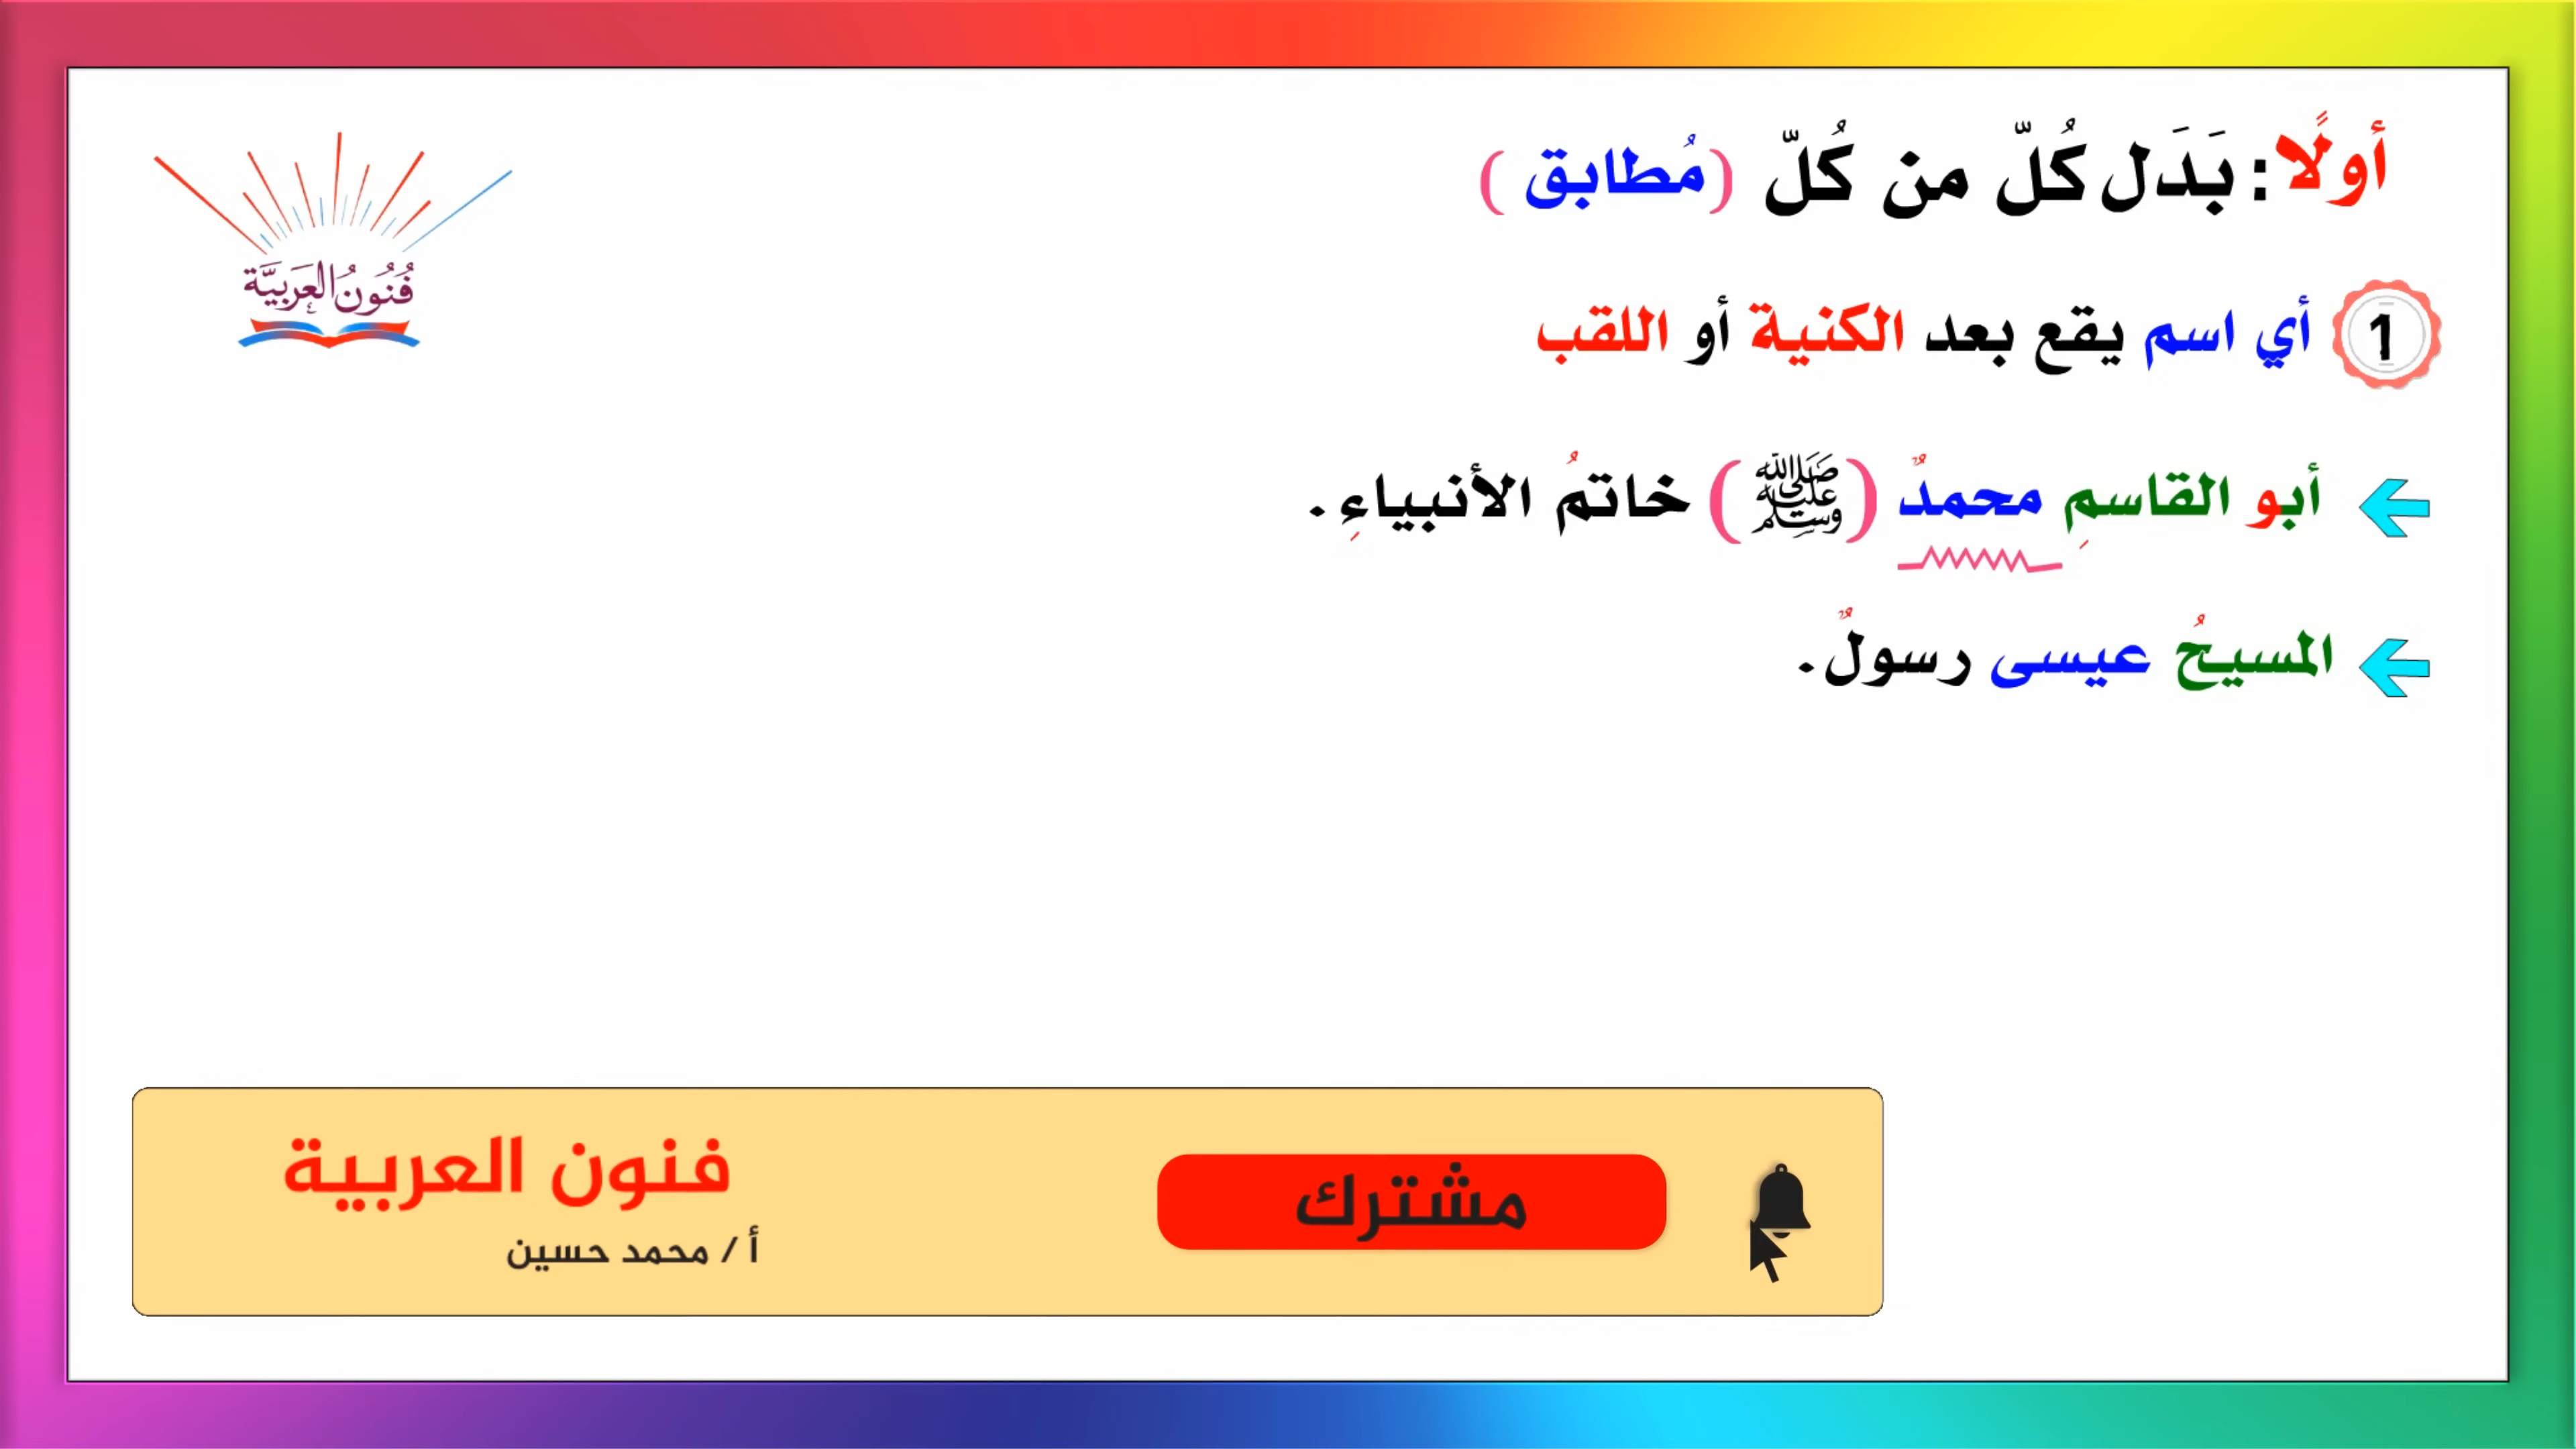 أولًا: بَدَل كُلّ من كُلّ (مُطابق)
فُنُونُ العَرَبِيَّة
1 أي اسم يقع بعد الكنية أو اللقب
أبو القاسمِ محمدٌ (ﷺ) خاتمُ الأنبياءِ.
المسيحُ عيسى رسولٌ.
مشترك
فنون العربية
أ / محمد حسين